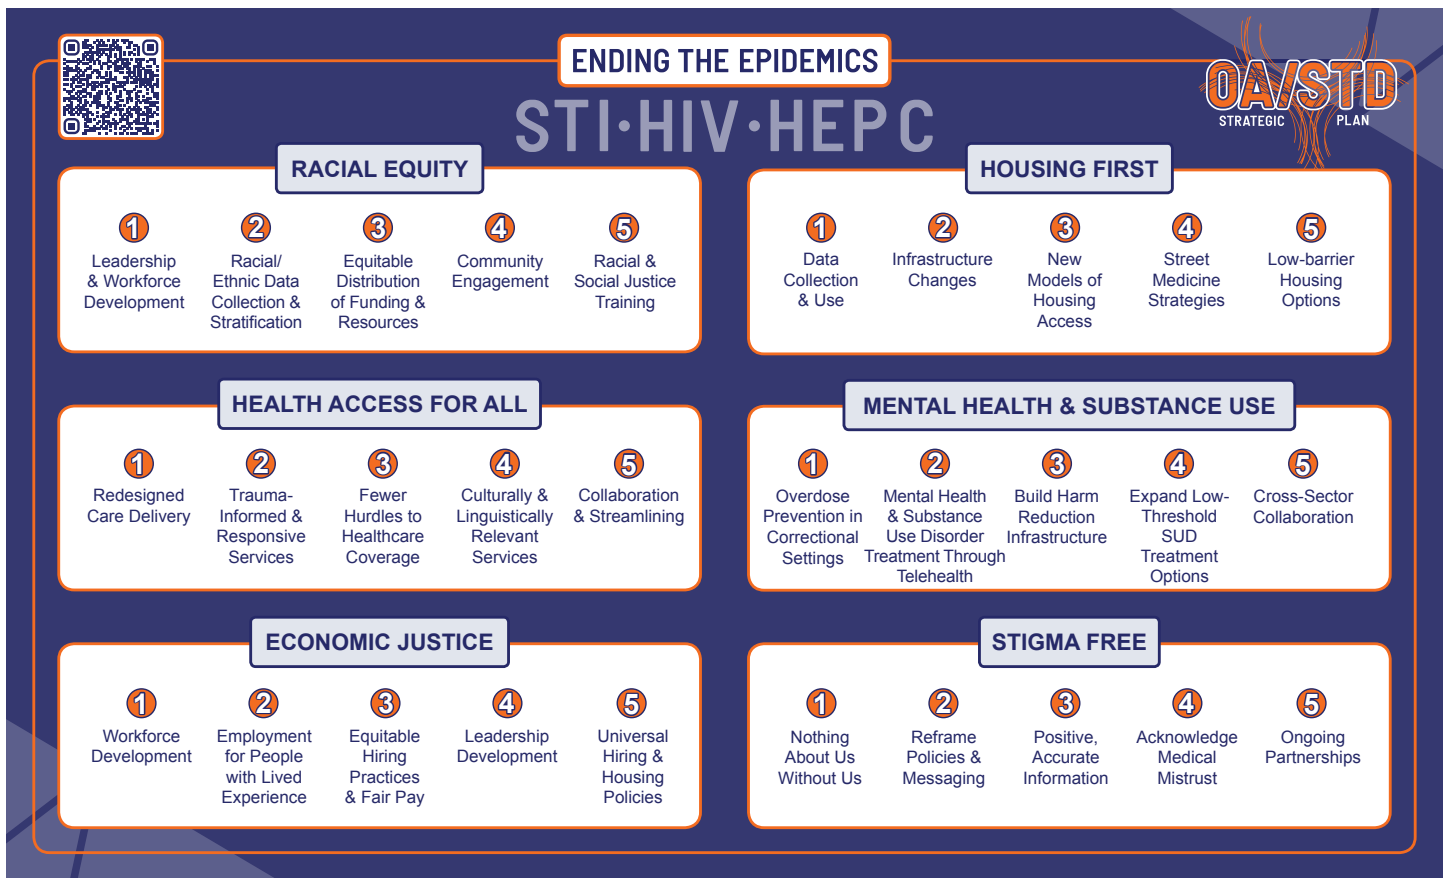 ENDING THE EPIDEMICS
STI·HIV·HEP C
OA/STD
STRATEGIC PLAN
RACIAL EQUITY
1
Leadership
& Workforce
Development
2
Racial/
Ethnic Data
Collection &
Stratification
3
Equitable
Distribution
of Funding &
Resources
4
Community
Engagement
5
Racial &
Social Justice
Training
HOUSING FIRST
1
Data
Collection
& Use
2
Infrastructure
Changes
3
New
Models of
Housing
Access
4
Street
Medicine
Strategies
5
Low-barrier
Housing
Options
HEALTH ACCESS FOR ALL
1
Redesigned
Care Delivery
2
Trauma-
Informed &
Responsive
Services
3
Fewer
Hurdles to
Healthcare
Coverage
4
Culturally &
Linguistically
Relevant
Services
5
Collaboration
& Streamlining
MENTAL HEALTH & SUBSTANCE USE
1
Overdose
Prevention in
Correctional
Settings
2
Mental Health
& Substance
Use Disorder
Treatment Through
Telehealth
3
Build Harm
Reduction
Infrastructure
4
Expand Low-
Threshold
SUD
Treatment
Options
5
Cross-Sector
Collaboration
ECONOMIC JUSTICE
1
Workforce
Development
2
Employment
for People
with Lived
Experience
3
Equitable
Hiring
Practices
& Fair Pay
4
Leadership
Development
5
Universal
Hiring &
Housing
Policies
STIGMA FREE
1
Nothing
About Us
Without Us
2
Reframe
Policies &
Messaging
3
Positive,
Accurate
Information
4
Acknowledge
Medical
Mistrust
5
Ongoing
Partnerships